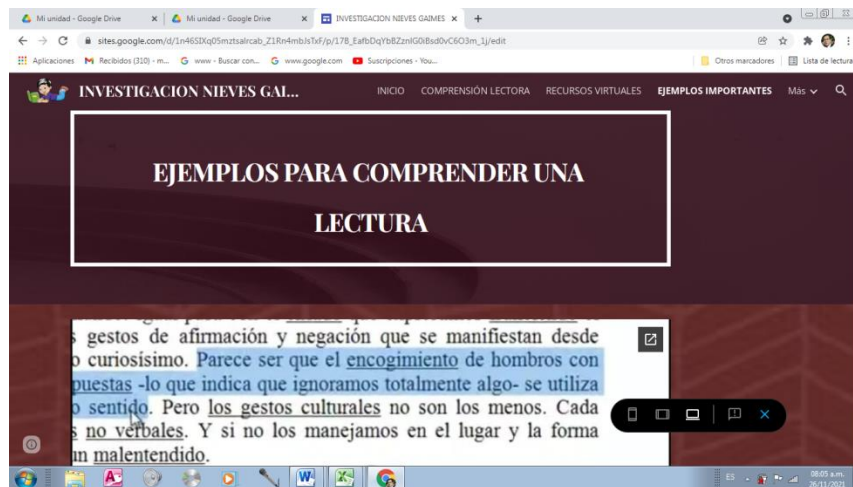 Mi unidad - Google Drive
Mi unidad - Google Drive
INVESTIGACION NIEVES GAIMES
sites.google.com/d/1n46SIXq05mztsaIrcab_Z1Rn4mbJsTxF/p/178_EafbDqYbBZznlG0iBsd0vC6O3m_1j/edit
Aplicaciones
Recibidos (310) - m...
www - Buscar con...
www.google.com
Suscripciones - You...
Otros marcadores
Lista de lectura
INVESTIGACION NIEVES GAI...
INICIO
COMPRENSIÓN LECTORA
RECURSOS VIRTUALES
EJEMPLOS IMPORTANTES
Más
EJEMPLOS PARA COMPRENDER UNA
LECTURA
s gestos de afirmación y negación que se manifiestan desde
o curiosísimo. Parece ser que el encogimiento de hombros con
puestas -lo que indica que ignoramos totalmente algo- se utiliza
o sentido. Pero los gestos culturales no son los menos. Cada
s no verbales. Y si no los manejamos en el lugar y la forma
un malentendido.
ES
08:05 a.m.
26/11/2021